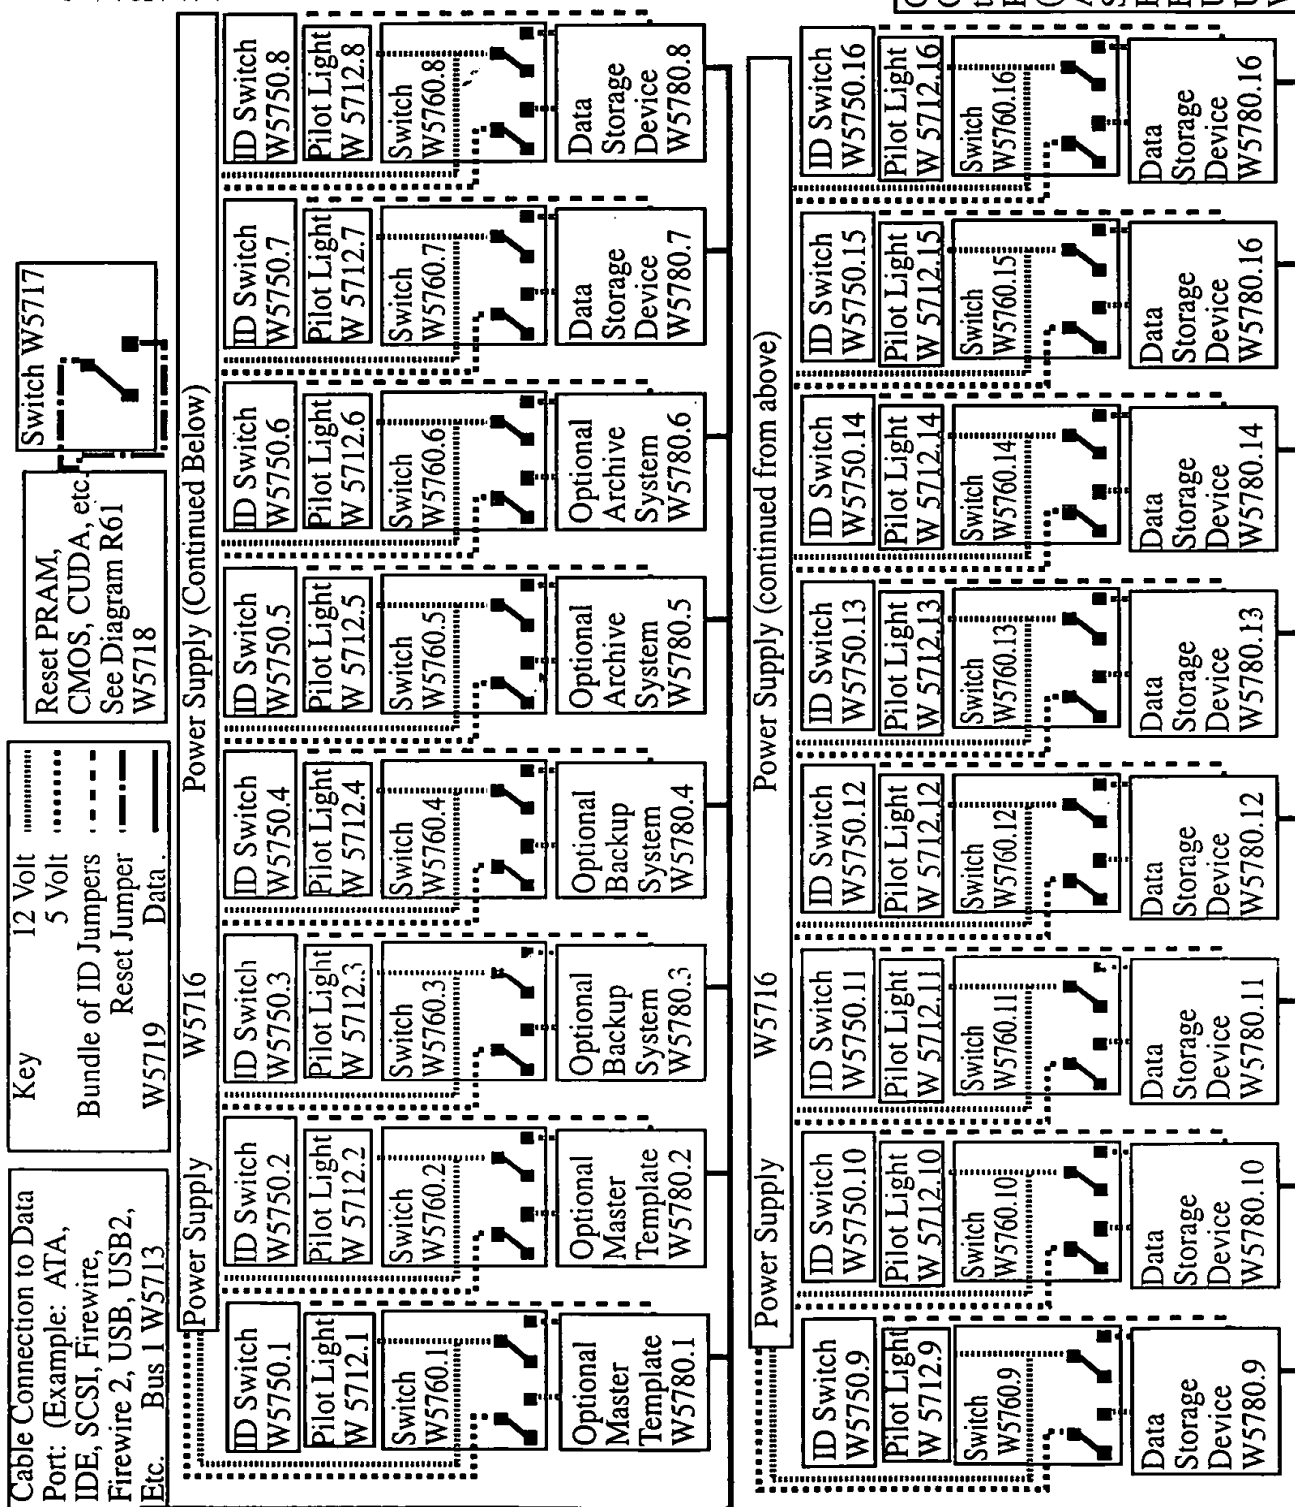 Cable Connection to Data
Port: (Example: ATA,
IDE, SCSI, Firewire,
Firewire 2, USB, USB2,
Etc. Bus 1 W5713
Key 12 Volt
5 Volt
Bundle of ID Jumpers
Reset Jumper
W5719 Data
Reset PRAM,
CMOS, CUDA, etc.
See Diagram R61
W5718
Switch W5717
Power Supply W5716 Power Supply (Continued Below)
ID Switch
W5750.1
Pilot Light
W 5712.1
Switch
W5760.1
Optional
Master
Template
W5780.1
ID Switch
W5750.2
Pilot Light
W 5712.2
Switch
W5760.2
Optional
Master
Template
W5780.2
ID Switch
W5750.3
Pilot Light
W 5712.3
Switch
W5760.3
Optional
Backup
System
W5780.3
ID Switch
W5750.4
Pilot Light
W 5712.4
Switch
W5760.4
Optional
Backup
System
W5780.4
ID Switch
W5750.5
Pilot Light
W 5712.5
Switch
W5760.5
Optional
Archive
System
W5780.5
ID Switch
W5750.6
Pilot Light
W 5712.6
Switch
W5760.6
Optional
Archive
System
W5780.6
ID Switch
W5750.7
Pilot Light
W 5712.7
Switch
W5760.7
Data
Storage
Device
W5780.7
ID Switch
W5750.8
Pilot Light
W 5712.8
Switch
W5760.8
Data
Storage
Device
W5780.8
Power Supply W5716 Power Supply (continued from above)
ID Switch
W5750.9
Pilot Light
W 5712.9
Switch
W5760.9
Data
Storage
Device
W5780.9
ID Switch
W5750.10
Pilot Light
W 5712.10
Switch
W5760.10
Data
Storage
Device
W5780.10
ID Switch
W5750.11
Pilot Light
W 5712.11
Switch
W5760.11
Data
Storage
Device
W5780.11
ID Switch
W5750.12
Pilot Light
W 5712.12
Switch
W5760.12
Data
Storage
Device
W5780.12
ID Switch
W5750.13
Pilot Light
W 5712.13
Switch
W5760.13
Data
Storage
Device
W5780.13
ID Switch
W5750.14
Pilot Light
W 5712.14
Switch
W5760.14
Data
Storage
Device
W5780.14
ID Switch
W5750.15
Pilot Light
W 5712.15
Switch
W5760.15
Data
Storage
Device
W5780.16
ID Switch
W5750.16
Pilot Light
W 5712.16
Switch
W5760.16
Data
Storage
Device
W5780.16